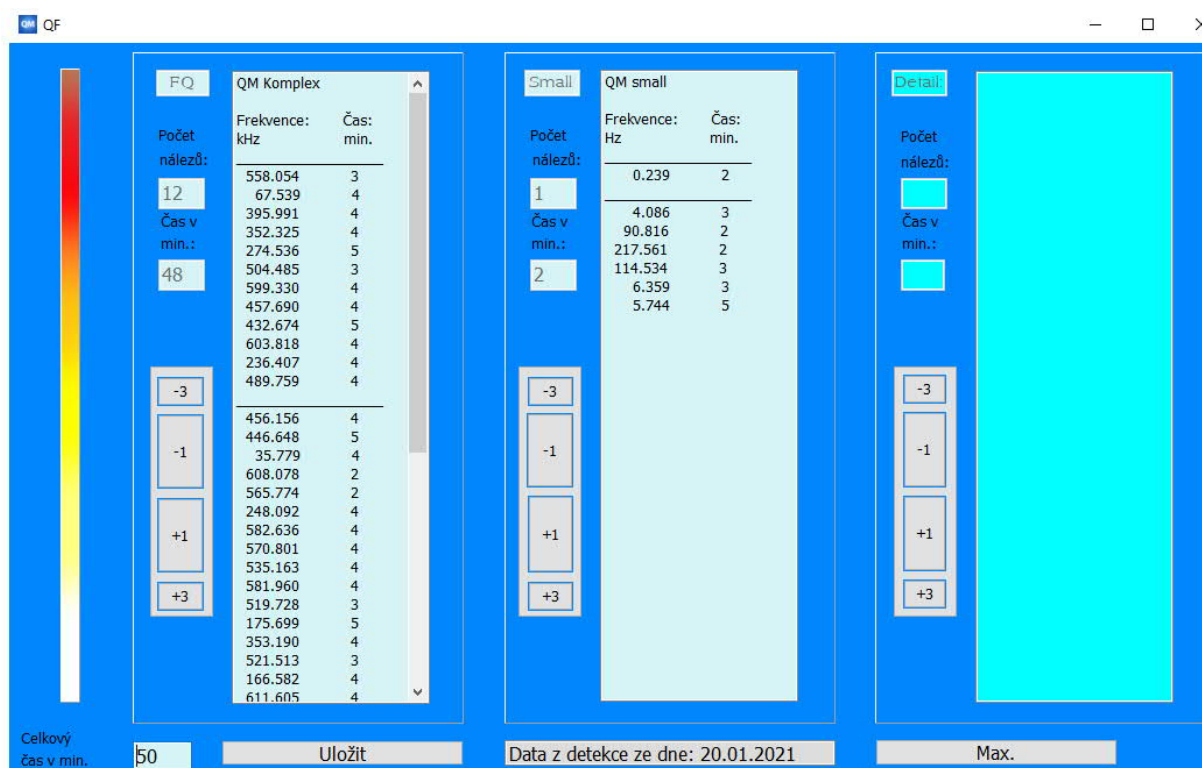 QM QF
FQ
Počet
nálezů:
12
Čas v
min.:
48
-3
-1
+1
+3
QM Komplex
Frekvence: Čas:
kHz min.
558.054 3
67.539 4
395.991 4
352.325 4
274.536 5
504.485 3
599.330 4
457.690 4
432.674 5
603.818 4
236.407 4
489.759 4
456.156 4
446.648 5
35.779 4
608.078 2
565.774 2
248.092 4
582.636 4
570.801 4
535.163 4
581.960 4
519.728 3
175.699 5
353.190 4
521.513 3
166.582 4
611.605 4
Small
Počet
nálezů:
1
Čas v
min.:
2
-3
-1
+1
+3
QM small
Frekvence: Čas:
Hz min.
0.239 2
4.086 3
90.816 2
217.561 2
114.534 3
6.359 3
5.744 5
Detail:
Počet
nálezů:
Čas v
min.:
-3
-1
+1
+3
Celkový
čas v min.
50
Uložit
Data z detekce ze dne: 20.01.2021
Max.